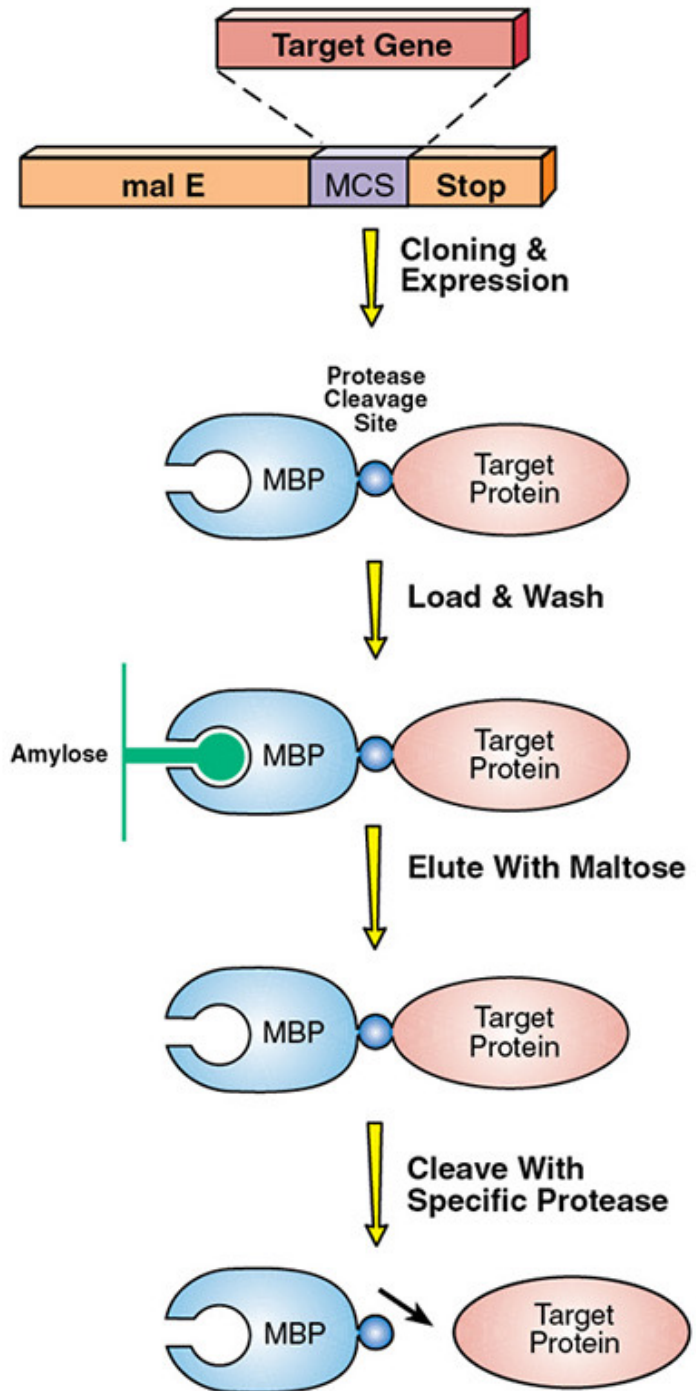 Target Gene
mal E
MCS
Stop
Cloning &
Expression
Protease
Cleavage
Site
MBP
Target
Protein
Load & Wash
Amylose
MBP
Target
Protein
Elute With Maltose
MBP
Target
Protein
Cleave With
Specific Protease
MBP
Target
Protein